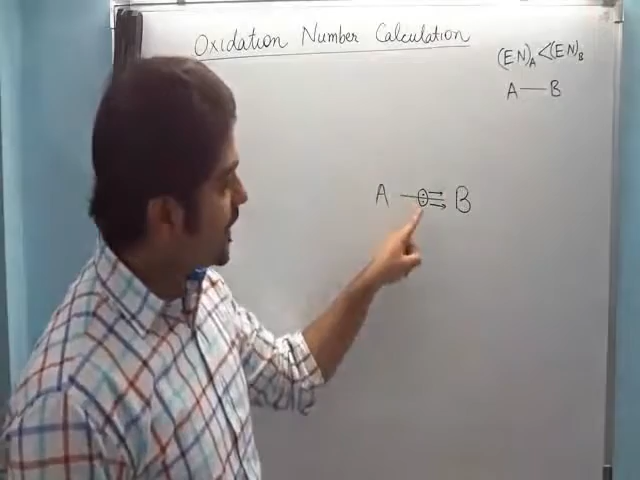 Oxidation Number Calculation
(EN)A < (EN)B
A — B
A B